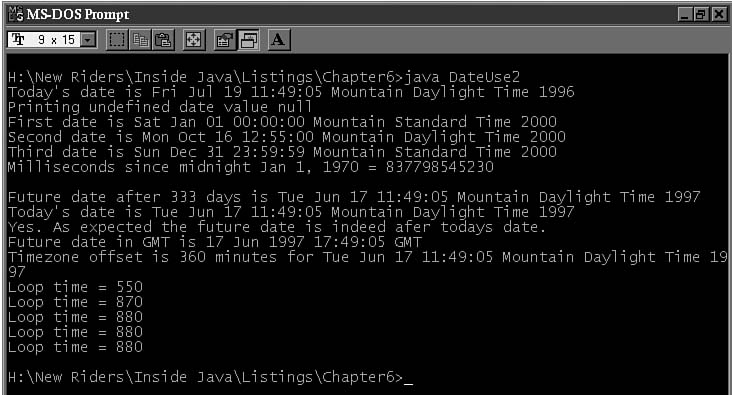 MS-DOS Prompt
9 x 15
A
H:\New Riders\Inside Java\Listings\Chapter6>java DateUse2
Today's date is Fri Jul 19 11:49:05 Mountain Daylight Time 1996
Printing undefined date value null
First date is Sat Jan 01 00:00:00 Mountain Standard Time 2000
Second date is Mon Oct 16 12:55:00 Mountain Daylight Time 2000
Third date is Sun Dec 31 23:59:59 Mountain Standard Time 2000
Milliseconds since midnight Jan 1, 1970 = 837798545230
Future date after 333 days is Tue Jun 17 11:49:05 Mountain Daylight Time 1997
Today's date is Tue Jun 17 11:49:05 Mountain Daylight Time 1997
Yes. As expected the future date is indeed afer todays date.
Future date in GMT is 17 Jun 1997 17:49:05 GMT
Timezone offset is 360 minutes for Tue Jun 17 11:49:05 Mountain Daylight Time 19
97
Loop time = 550
Loop time = 870
Loop time = 880
Loop time = 880
Loop time = 880
H:\New Riders\Inside Java\Listings\Chapter6>_